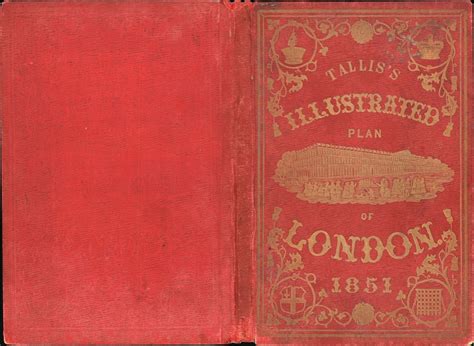 TALLIS'S
ILLUSTRATED
PLAN
OF
LONDON.
1851